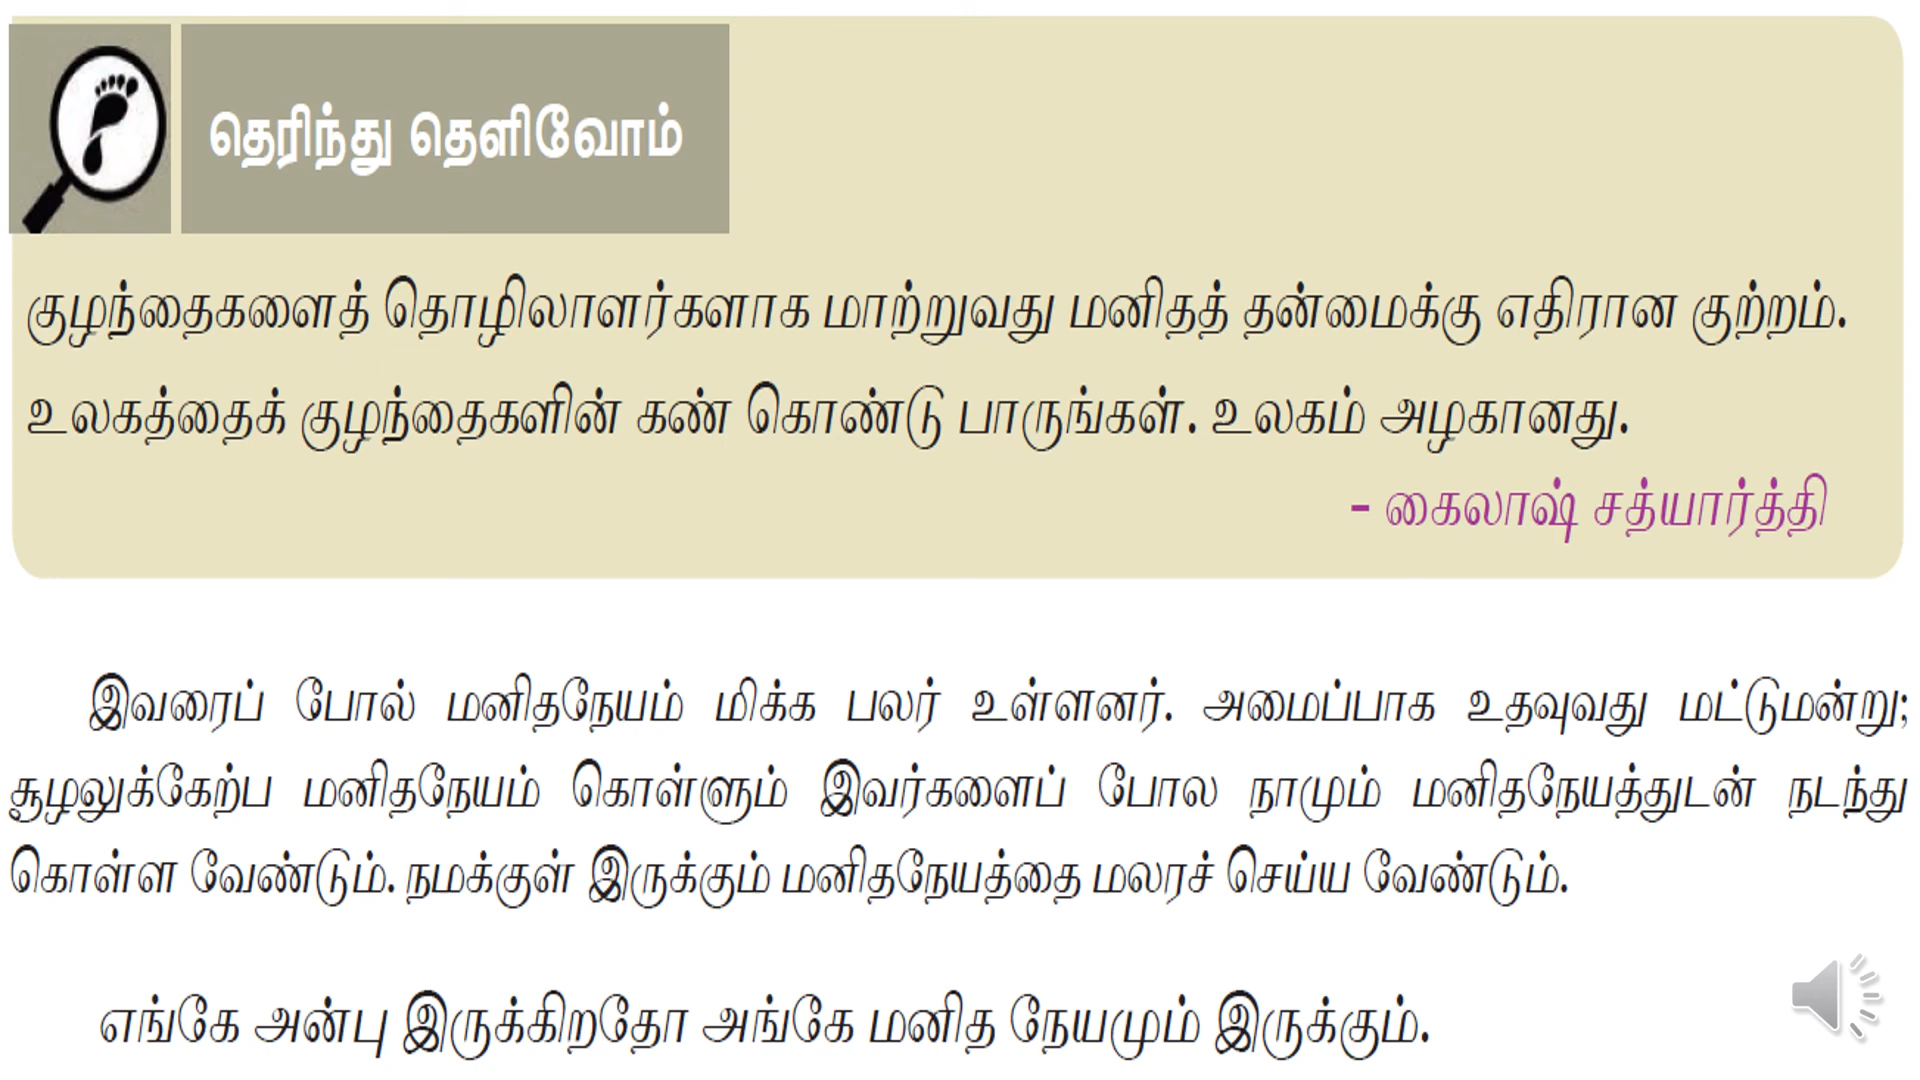 தெரிந்து தெளிவோம்
குழந்தைகளைத் தொழிலாளர்களாக மாற்றுவது மனிதத் தன்மைக்கு எதிரான குற்றம்.
உலகத்தைக் குழந்தைகளின் கண் கொண்டு பாருங்கள். உலகம் அழகானது.
- கைலாஷ் சத்யார்த்தி
இவரைப் போல் மனிதநேயம் மிக்க பலர் உள்ளனர். அமைப்பாக உதவுவது மட்டுமன்று;
சூழலுக்கேற்ப மனிதநேயம் கொள்ளும் இவர்களைப் போல நாமும் மனிதநேயத்துடன் நடந்து
கொள்ள வேண்டும். நமக்குள் இருக்கும் மனிதநேயத்தை மலரச் செய்ய வேண்டும்.
எங்கே அன்பு இருக்கிறதோ அங்கே மனித நேயமும் இருக்கும்.